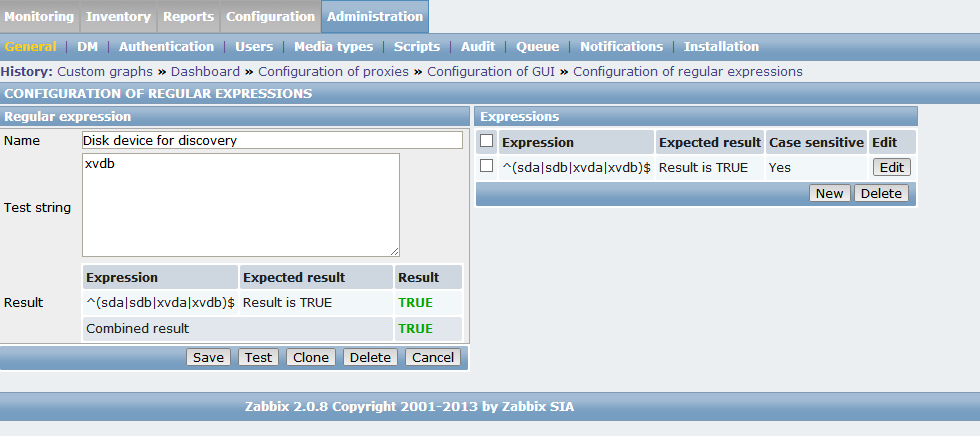 Monitoring Inventory Reports Configuration Administration
General | DM | Authentication | Users | Media types | Scripts | Audit | Queue | Notifications | Installation
History: Custom graphs » Dashboard » Configuration of proxies » Configuration of GUI » Configuration of regular expressions
CONFIGURATION OF REGULAR EXPRESSIONS
Regular expression
Name Disk device for discovery
Test string xvdb
Result
Expression Expected result Result
^(sda|sdb|xvda|xvdb)$ Result is TRUE TRUE
Combined result TRUE
Save Test Clone Delete Cancel
Expressions
Expression Expected result Case sensitive Edit
^(sda|sdb|xvda|xvdb)$ Result is TRUE Yes Edit
New Delete
Zabbix 2.0.8 Copyright 2001-2013 by Zabbix SIA